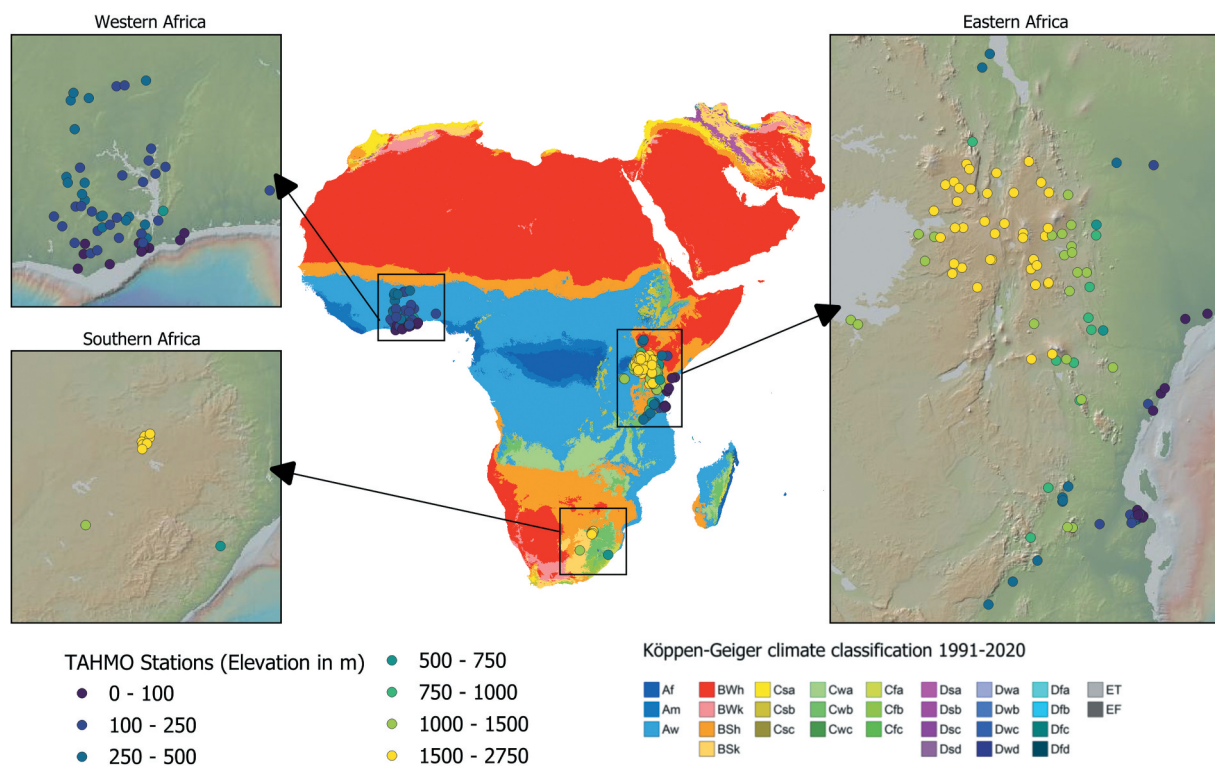 Western Africa
Eastern Africa
Southern Africa
TAHMO Stations (Elevation in m)
0 - 100
100 - 250
250 - 500
500 - 750
750 - 1000
1000 - 1500
1500 - 2750
Köppen-Geiger climate classification 1991-2020
Af BWh Csa Cwa Cfa Dsa Dwa Dfa ET
Am BWk Csb Cwb Cfb Dsb Dwb Dfb EF
Aw BSh Csc Cwc Cfc Dsc Dwc Dfc
BSk Dsd Dwd Dfd